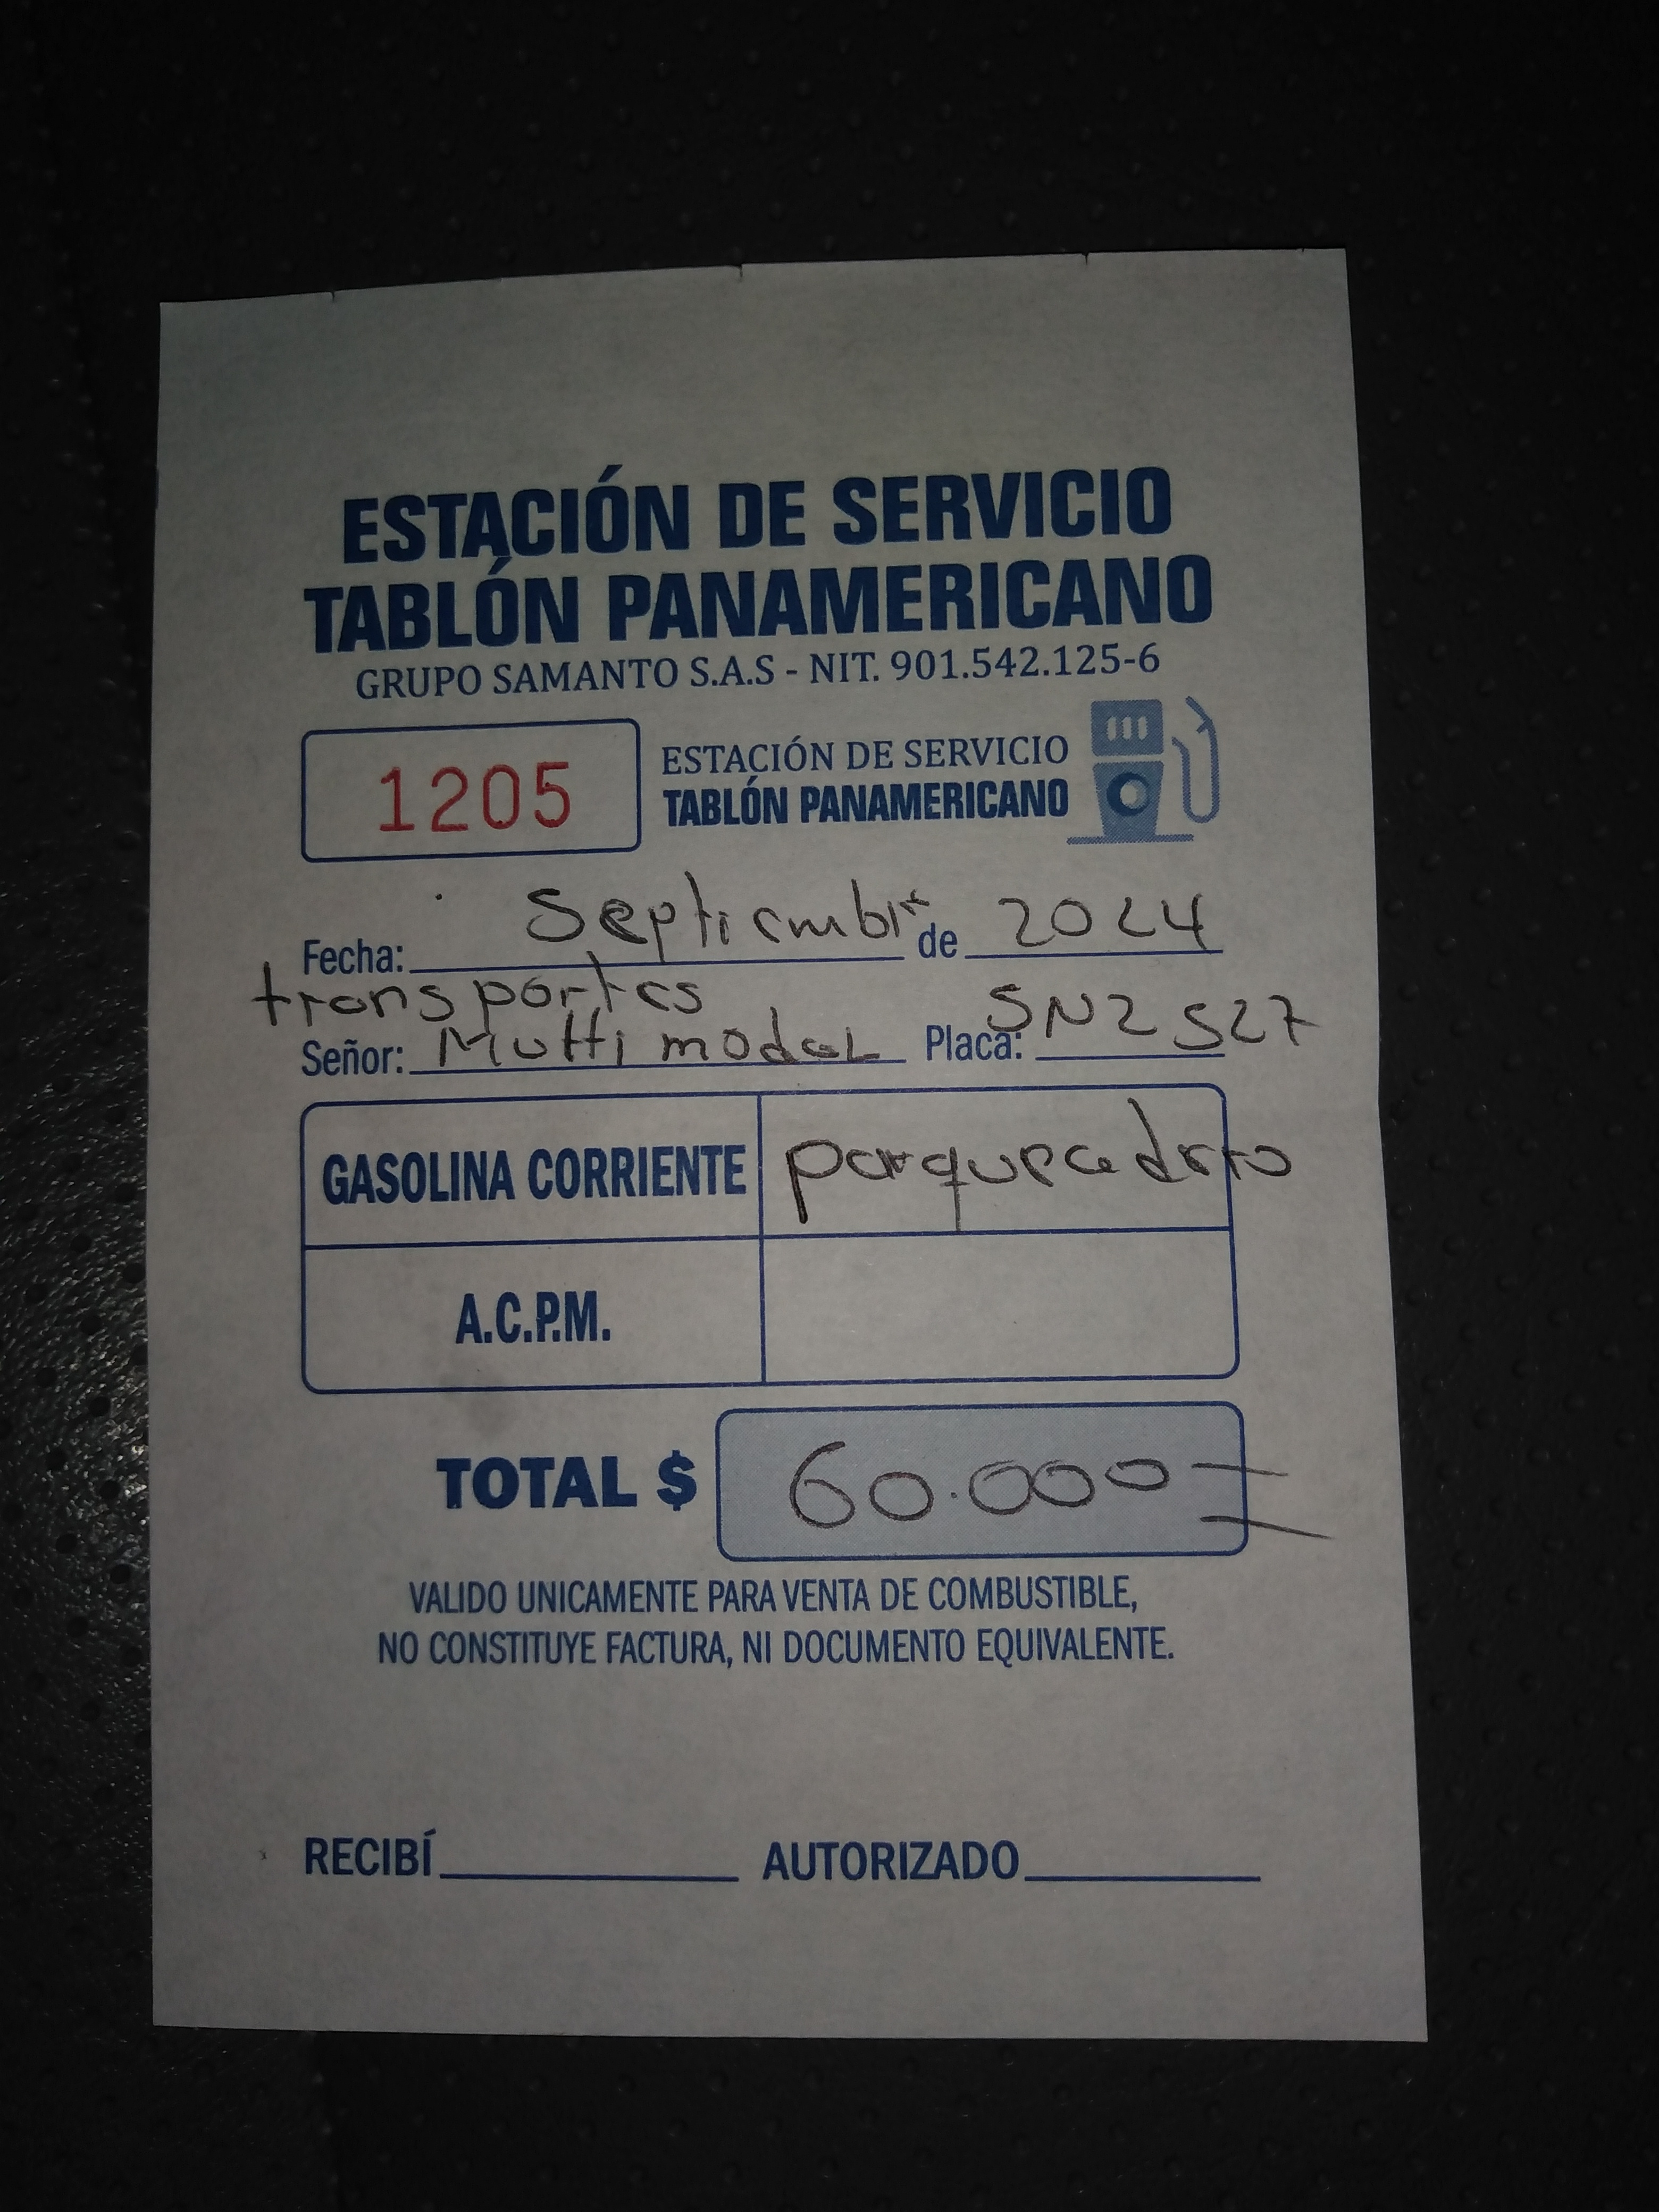 ESTACIÓN DE SERVICIO
TABLÓN PANAMERICANO
GRUPO SAMANTO S.A.S - NIT. 901.542.125-6
1205
ESTACIÓN DE SERVICIO
TABLÓN PANAMERICANO
Fecha: Septiembre de 2024
transportes
Señor: Multimodal Placa: SNZ 527
GASOLINA CORRIENTE parqueadero
A.C.P.M.
TOTAL $ 60.000=
VALIDO UNICAMENTE PARA VENTA DE COMBUSTIBLE,
NO CONSTITUYE FACTURA, NI DOCUMENTO EQUIVALENTE.
RECIBÍ AUTORIZADO